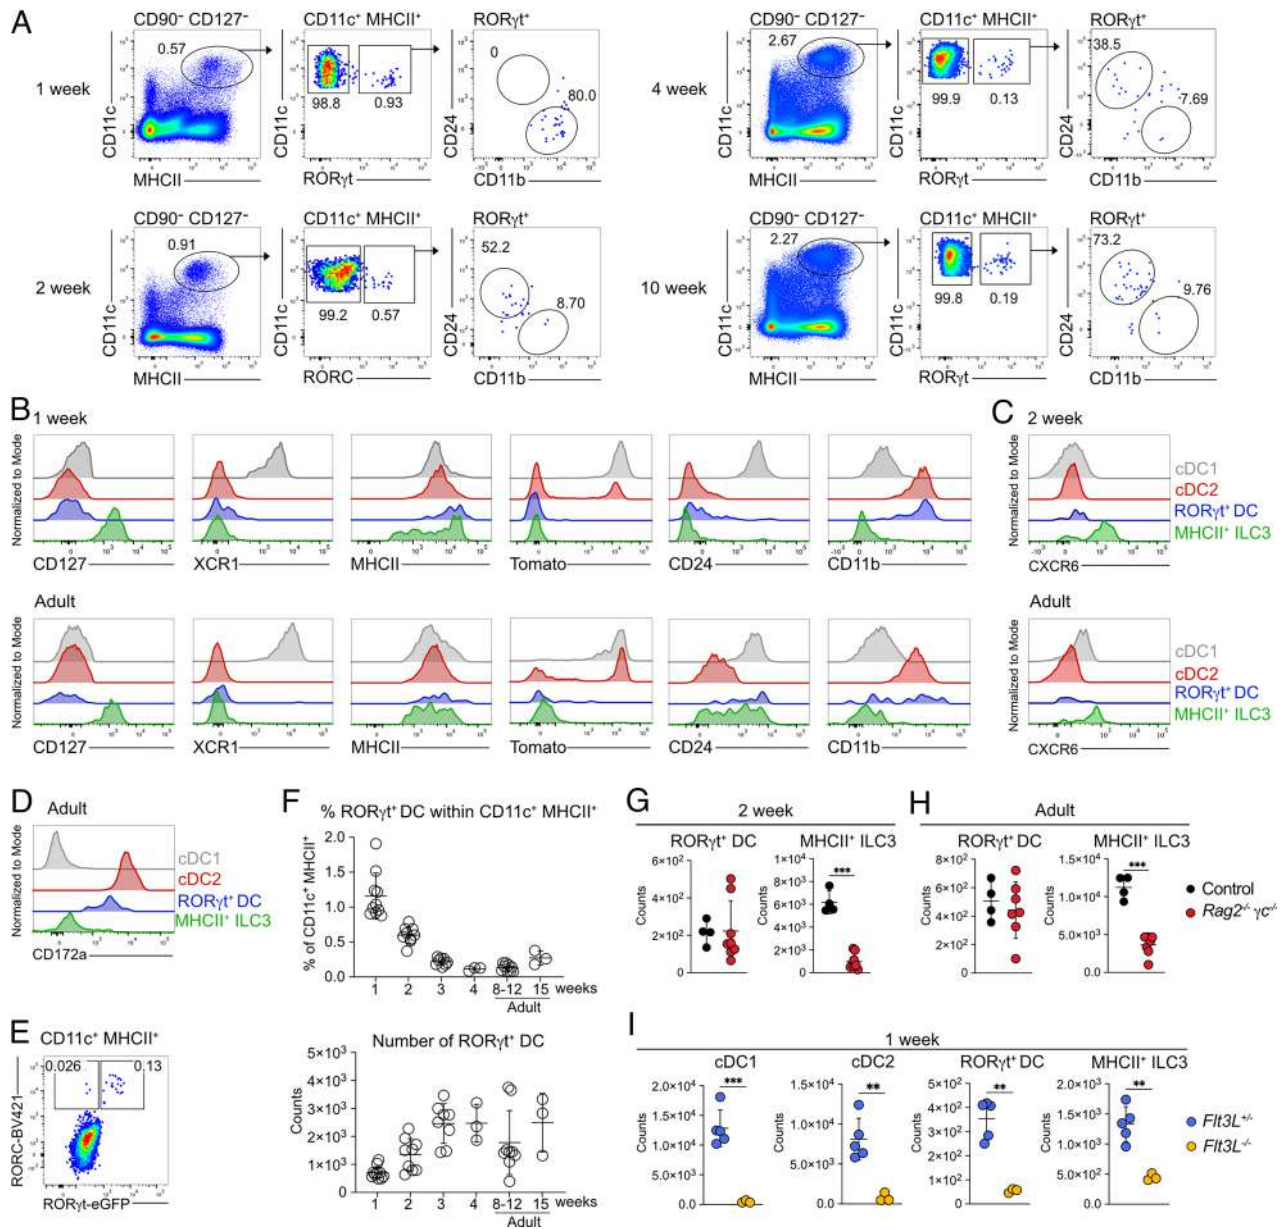 A
CD90⁻ CD127⁻
CD11c⁺ MHCII⁺
RORγt⁺
1 week
0.57
98.8
0.93
0
80.0
CD11c
CD11c
CD24
MHCII
RORγt
CD11b
CD90⁻ CD127⁻
CD11c⁺ MHCII⁺
RORγt⁺
4 week
2.67
99.9
0.13
38.5
7.69
CD11c
CD11c
CD24
MHCII
RORγt
CD11b
CD90⁻ CD127⁻
CD11c⁺ MHCII⁺
RORγt⁺
2 week
0.91
99.2
0.57
52.2
8.70
CD11c
CD11c
CD24
MHCII
RORC
CD11b
CD90⁻ CD127⁻
CD11c⁺ MHCII⁺
RORγt⁺
10 week
2.27
99.8
0.19
73.2
9.76
CD11c
CD11c
CD24
MHCII
RORγt
CD11b
B
1 week
Normalized to Mode
CD127
XCR1
MHCII
Tomato
CD24
CD11b
Adult
Normalized to Mode
CD127
XCR1
MHCII
Tomato
CD24
CD11b
C
2 week
Normalized to Mode
cDC1
cDC2
RORγt⁺ DC
MHCII⁺ ILC3
CXCR6
Adult
Normalized to Mode
cDC1
cDC2
RORγt⁺ DC
MHCII⁺ ILC3
CXCR6
D
Adult
Normalized to Mode
cDC1
cDC2
RORγt⁺ DC
MHCII⁺ ILC3
CD172a
E
CD11c⁺ MHCII⁺
0.026
0.13
RORC-BV421
RORγt-eGFP
F
% RORγt⁺ DC within CD11c⁺ MHCII⁺
% of CD11c⁺ MHCII⁺
2.0
1.5
1.0
0.5
0.0
1 2 3 4 8-12 15 weeks
Adult
Number of RORγt⁺ DC
Counts
5×10³
4×10³
3×10³
2×10³
1×10³
0
1 2 3 4 8-12 15 weeks
Adult
G
2 week
RORγt⁺ DC
Counts
6×10²
4×10²
2×10²
0
MHCII⁺ ILC3
Counts
1×10⁴
8×10³
6×10³
4×10³
2×10³
0
***
H
Adult
RORγt⁺ DC
Counts
8×10²
6×10²
4×10²
2×10²
0
MHCII⁺ ILC3
Counts
1.5×10⁴
1.0×10⁴
5.0×10³
0.0
***
Control
Rag2⁻/⁻ γc⁻/⁻
I
1 week
cDC1
Counts
2.0×10⁴
1.5×10⁴
1.0×10⁴
5.0×10³
0.0
***
cDC2
Counts
1.5×10⁴
1.0×10⁴
5.0×10³
0.0
**
RORγt⁺ DC
Counts
5×10²
4×10²
3×10²
2×10²
1×10²
0
**
MHCII⁺ ILC3
Counts
2.0×10³
1.5×10³
1.0×10³
5.0×10²
0.0
**
Flt3L⁺/⁻
Flt3L⁻/⁻